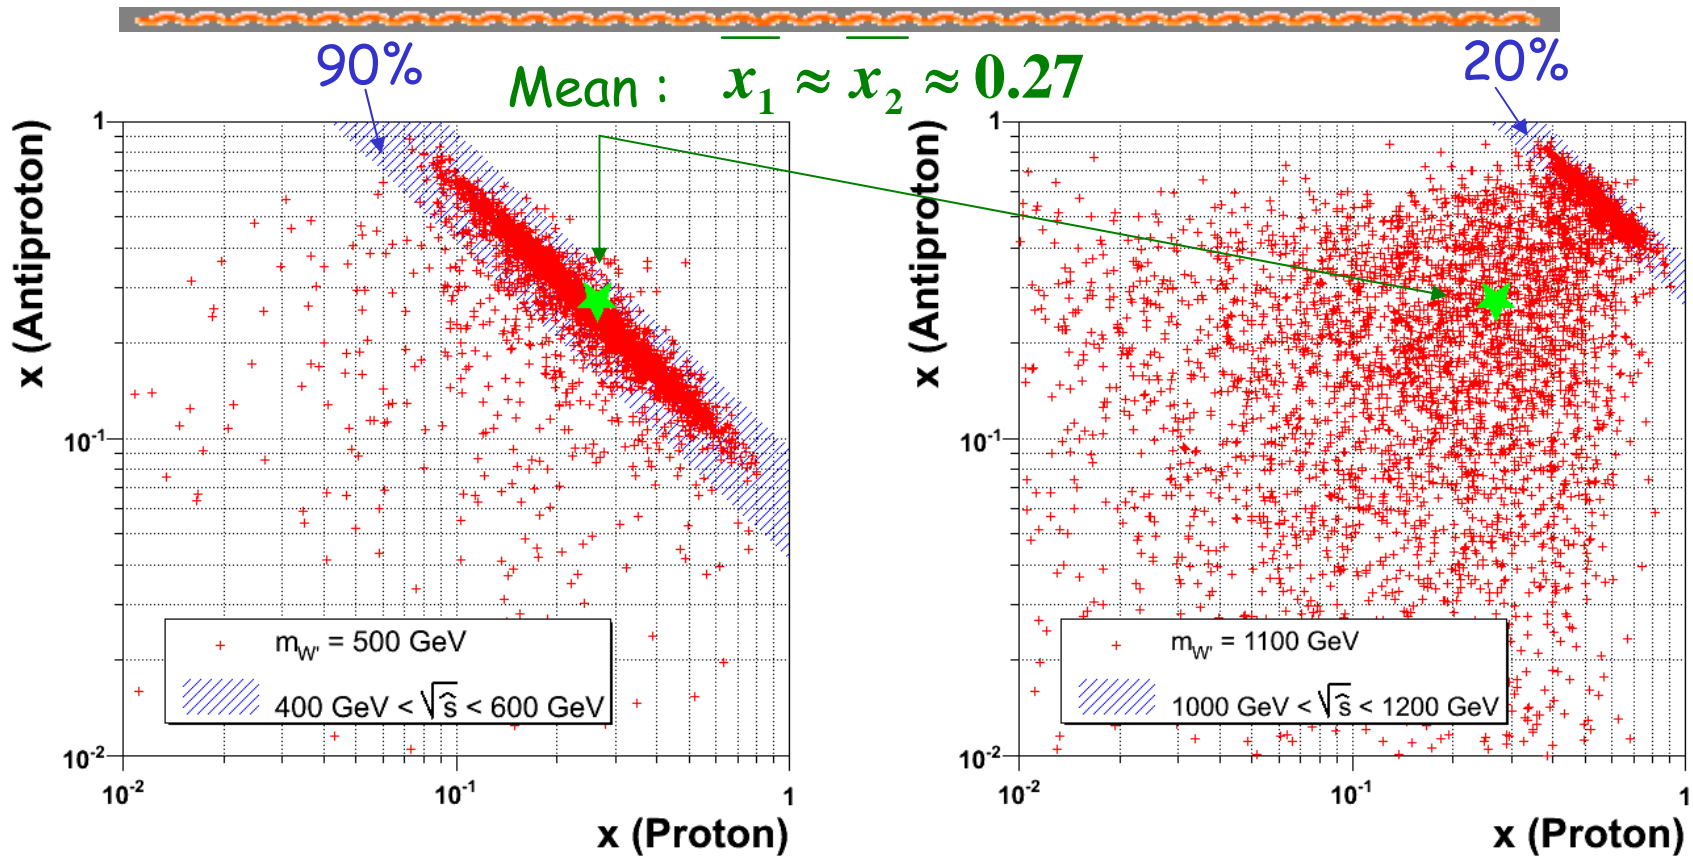 90%
Mean : x̄₁ ≈ x̄₂ ≈ 0.27
20%
x (Antiproton)
1
10⁻¹
10⁻²
m_W' = 500 GeV
400 GeV < √ŝ < 600 GeV
10⁻²
10⁻¹
1
x (Proton)
x (Antiproton)
1
10⁻¹
10⁻²
m_W' = 1100 GeV
1000 GeV < √ŝ < 1200 GeV
10⁻²
10⁻¹
1
x (Proton)